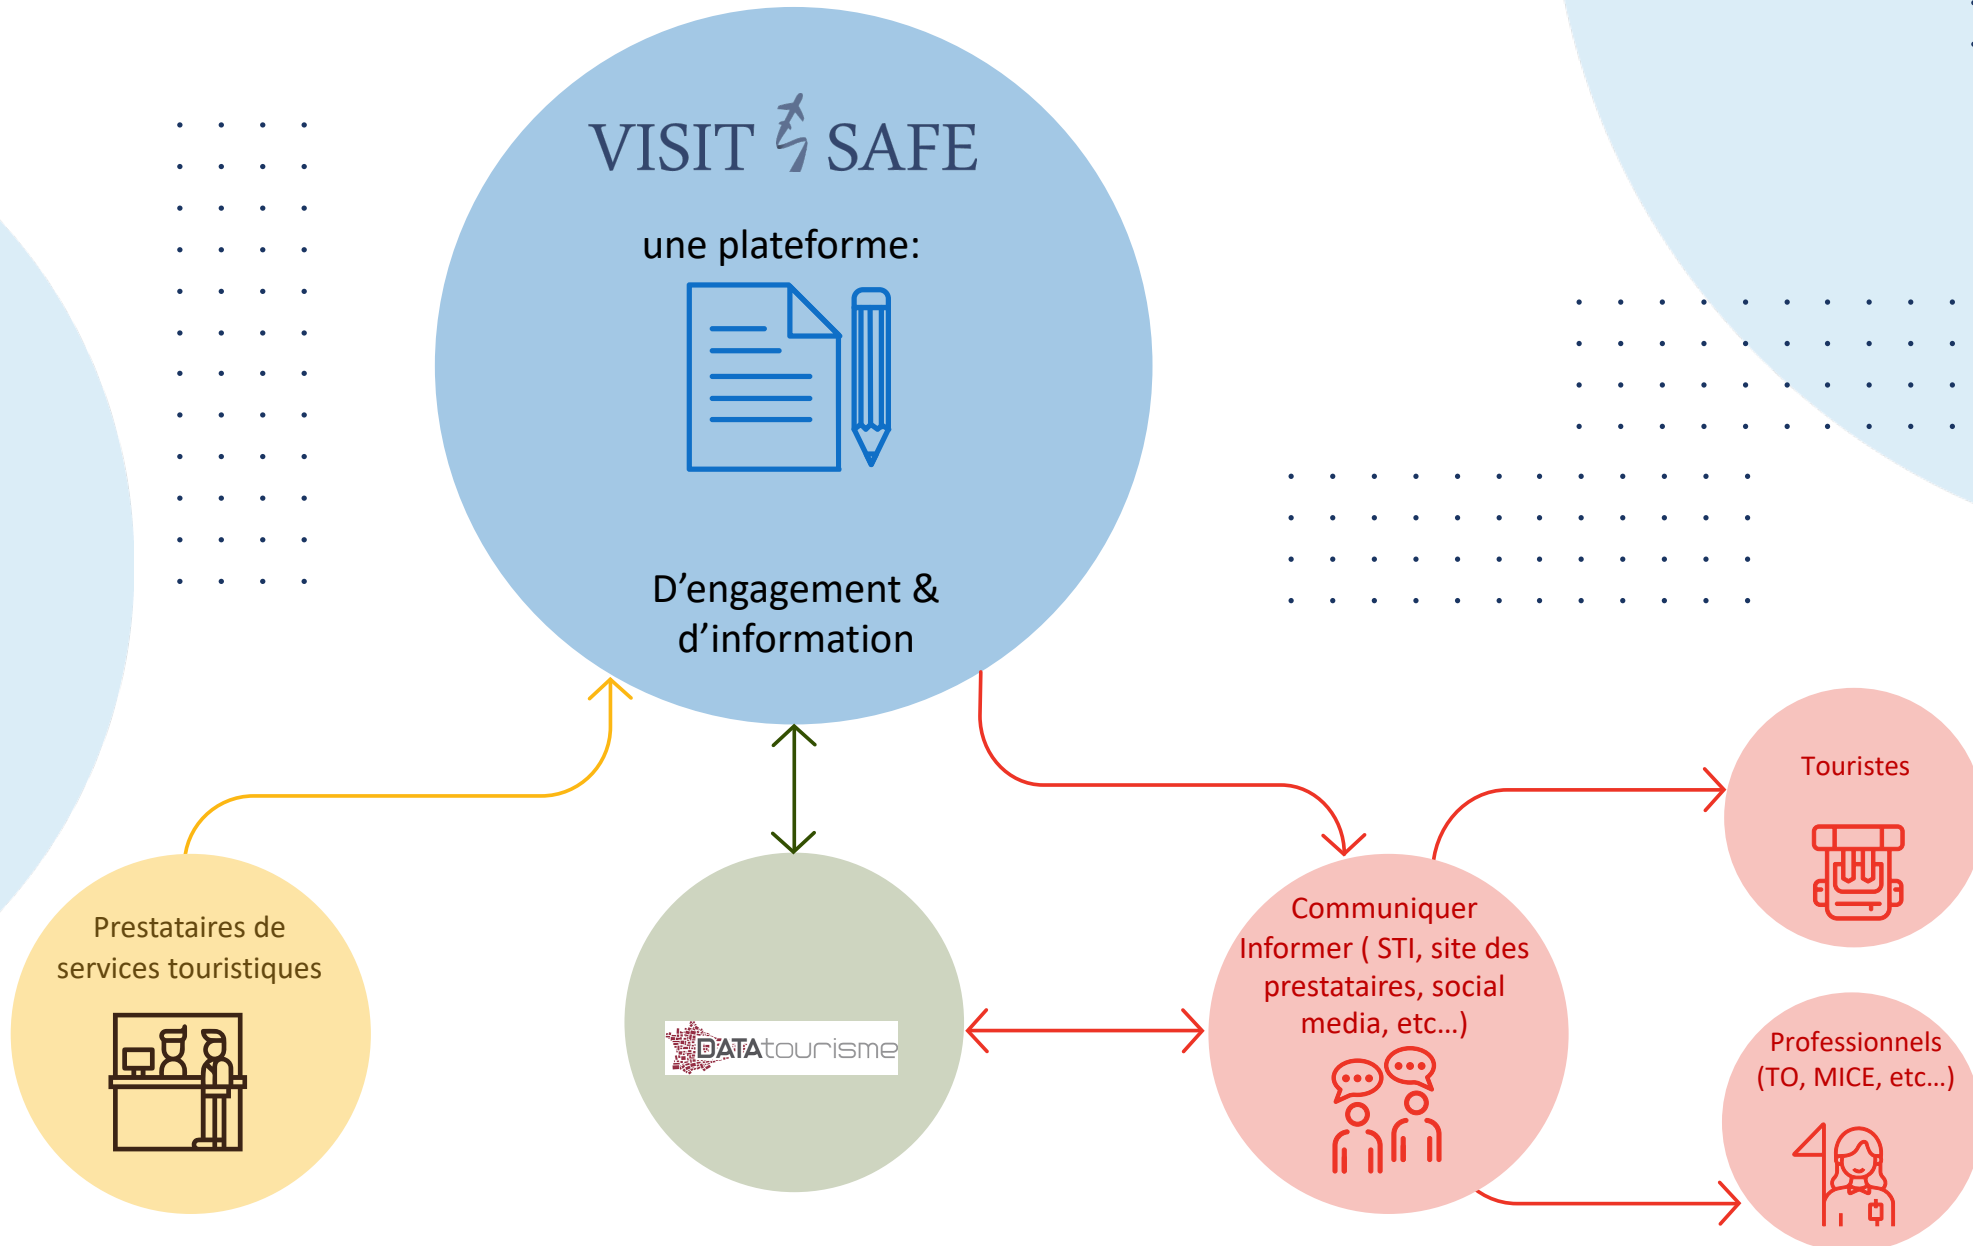 VISIT SAFE
une plateforme:
D’engagement &
d’information
Prestataires de
services touristiques
DATAtourisme
Communiquer
Informer ( STI, site des
prestataires, social
media, etc…)
Touristes
Professionnels
(TO, MICE, etc…)